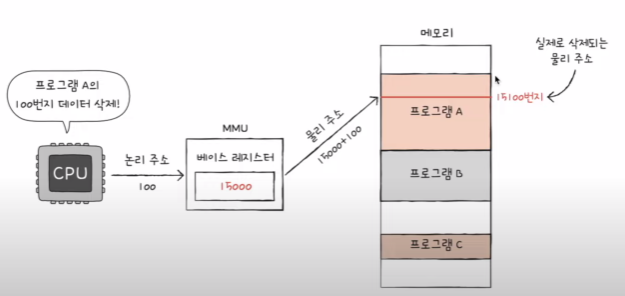 프로그램 A의
100번지 데이터 삭제!
CPU
논리 주소
100
MMU
베이스 레지스터
15000
물리 주소
15000+100
메모리
프로그램 A
프로그램 B
프로그램 C
15100번지
실제로 삭제되는
물리 주소